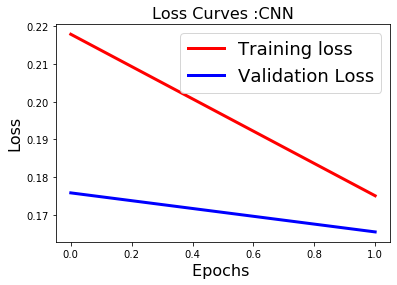 Loss Curves :CNN
Training loss
Validation Loss
Loss
0.22
0.21
0.20
0.19
0.18
0.17
0.0 0.2 0.4 0.6 0.8 1.0
Epochs